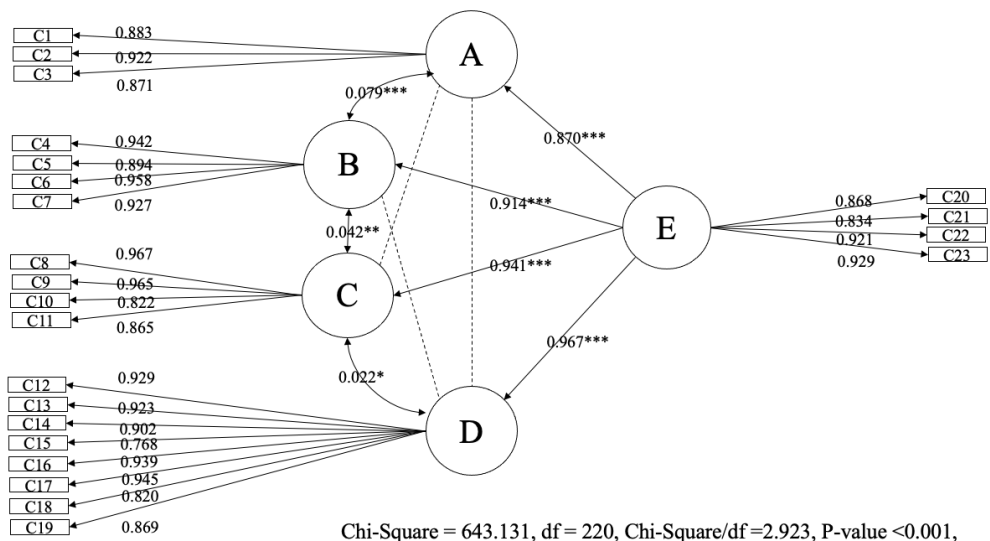 A
B
C
D
E
C1
C2
C3
0.883
0.922
0.871
0.079***
C4
C5
C6
C7
0.942
0.894
0.958
0.927
0.042**
C8
C9
C10
C11
0.967
0.965
0.822
0.865
0.022*
C12
C13
C14
C15
C16
C17
C18
C19
0.929
0.923
0.902
0.768
0.939
0.945
0.820
0.869
0.870***
0.914***
0.941***
0.967***
0.868
0.834
0.921
0.929
C20
C21
C22
C23
Chi-Square = 643.131, df = 220, Chi-Square/df =2.923, P-value <0.001,